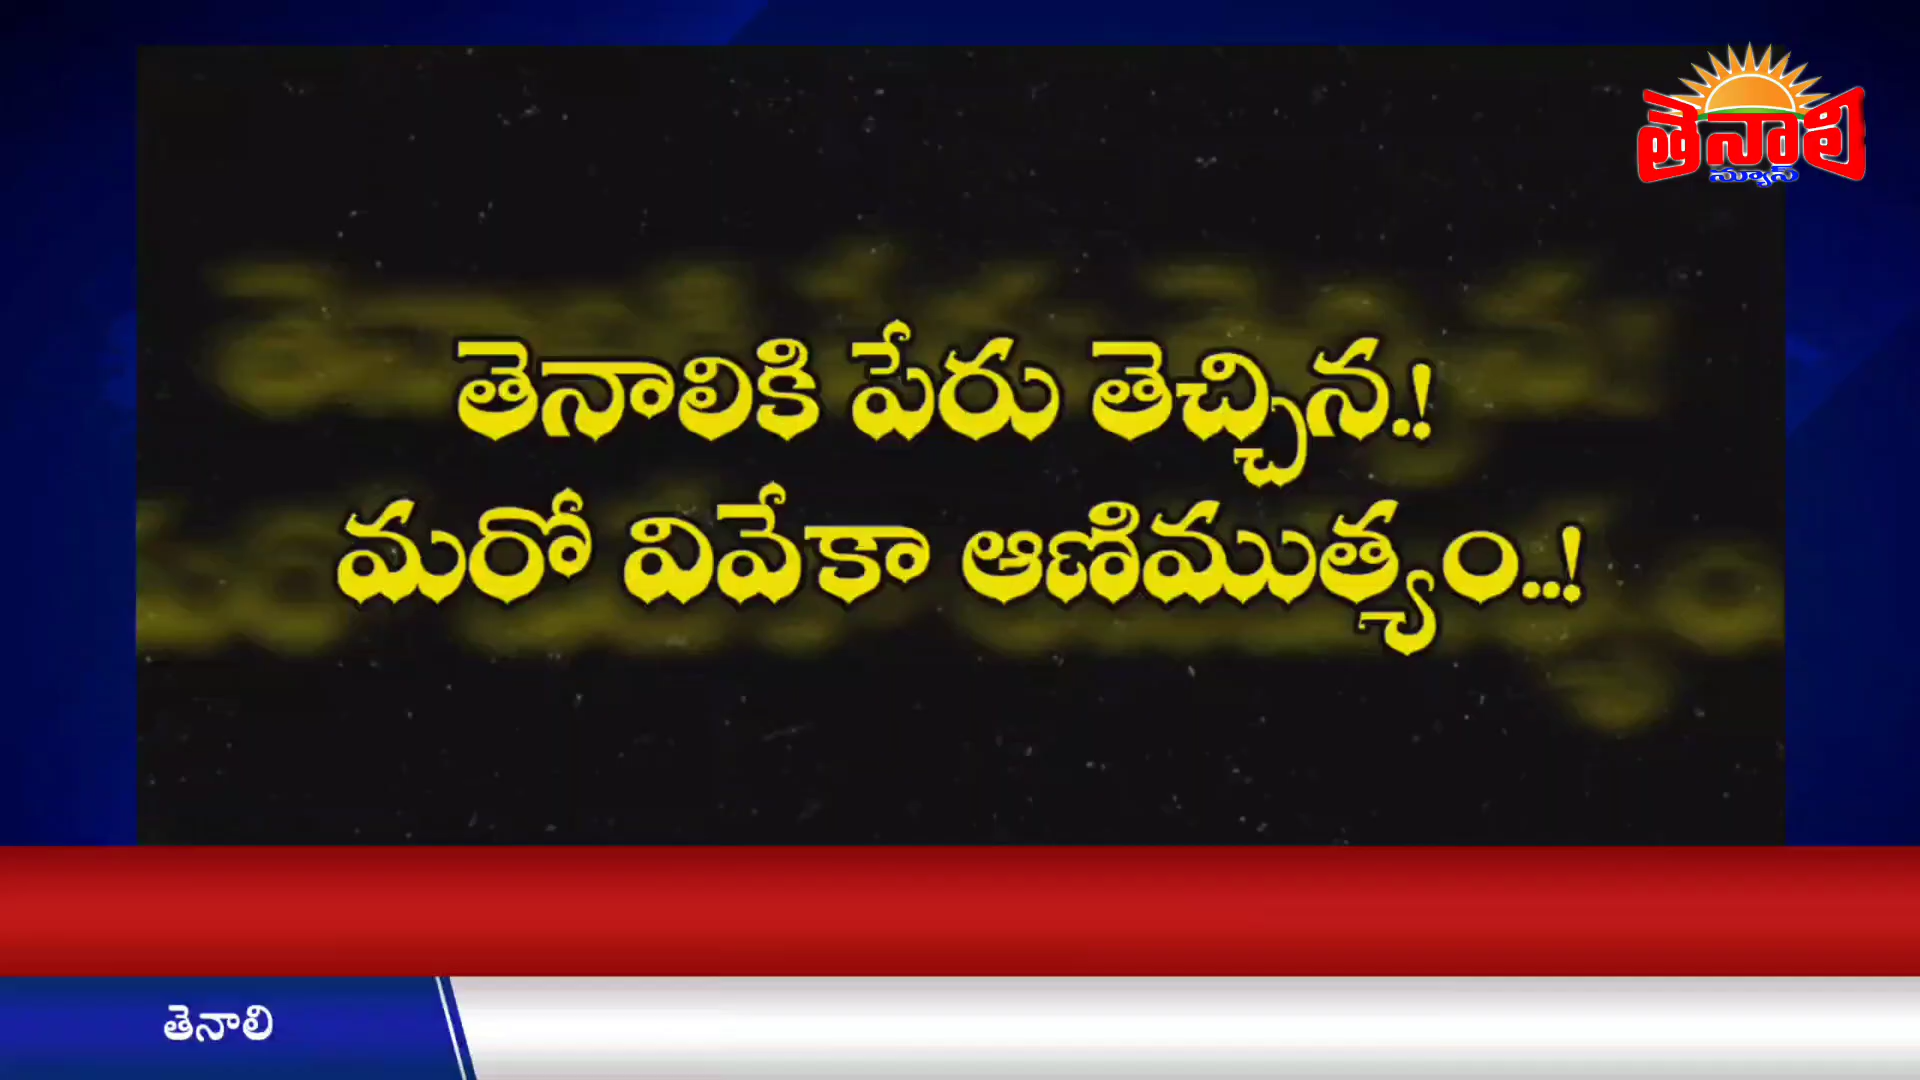 తెనాలి
న్యూస్
తెనాలికి పేరు తెచ్చిన.!
మరో వివేకా ఆణిముత్యం..!
తెనాలి